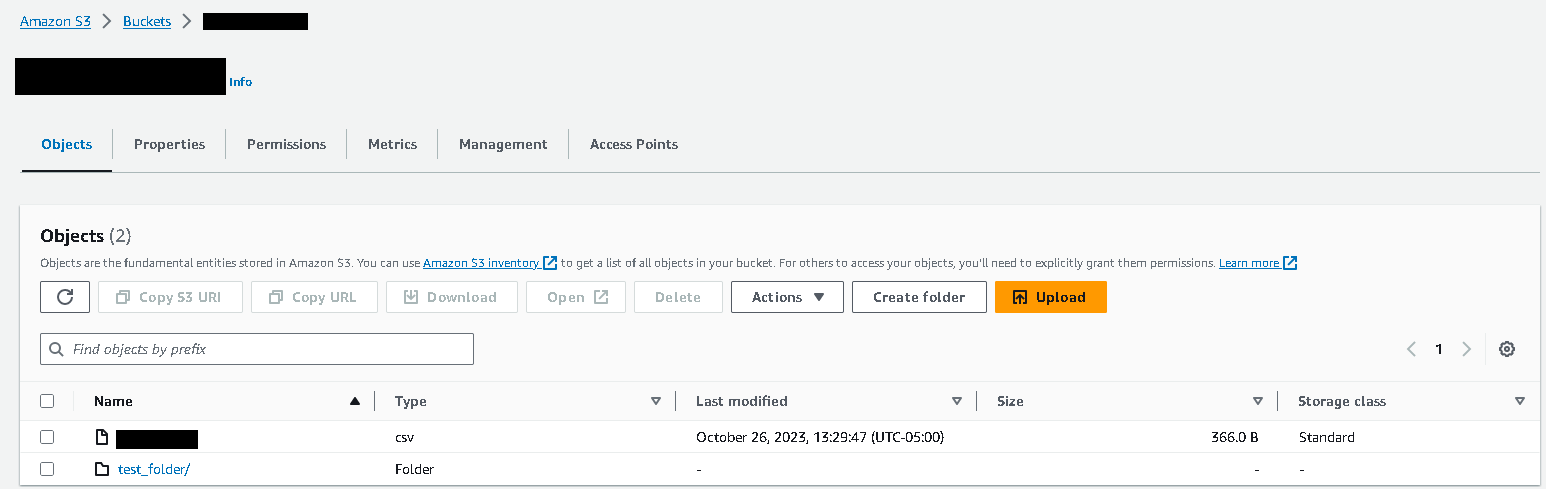 Amazon S3 > Buckets >
Info
Objects Properties Permissions Metrics Management Access Points
Objects (2)
Objects are the fundamental entities stored in Amazon S3. You can use Amazon S3 inventory to get a list of all objects in your bucket. For others to access your objects, you'll need to explicitly grant them permissions. Learn more
Copy S3 URI Copy URL Download Open Delete Actions Create folder Upload
Find objects by prefix 1
Name Type Last modified Size Storage class
csv October 26, 2023, 13:29:47 (UTC-05:00) 366.0 B Standard
test_folder/ Folder - - -